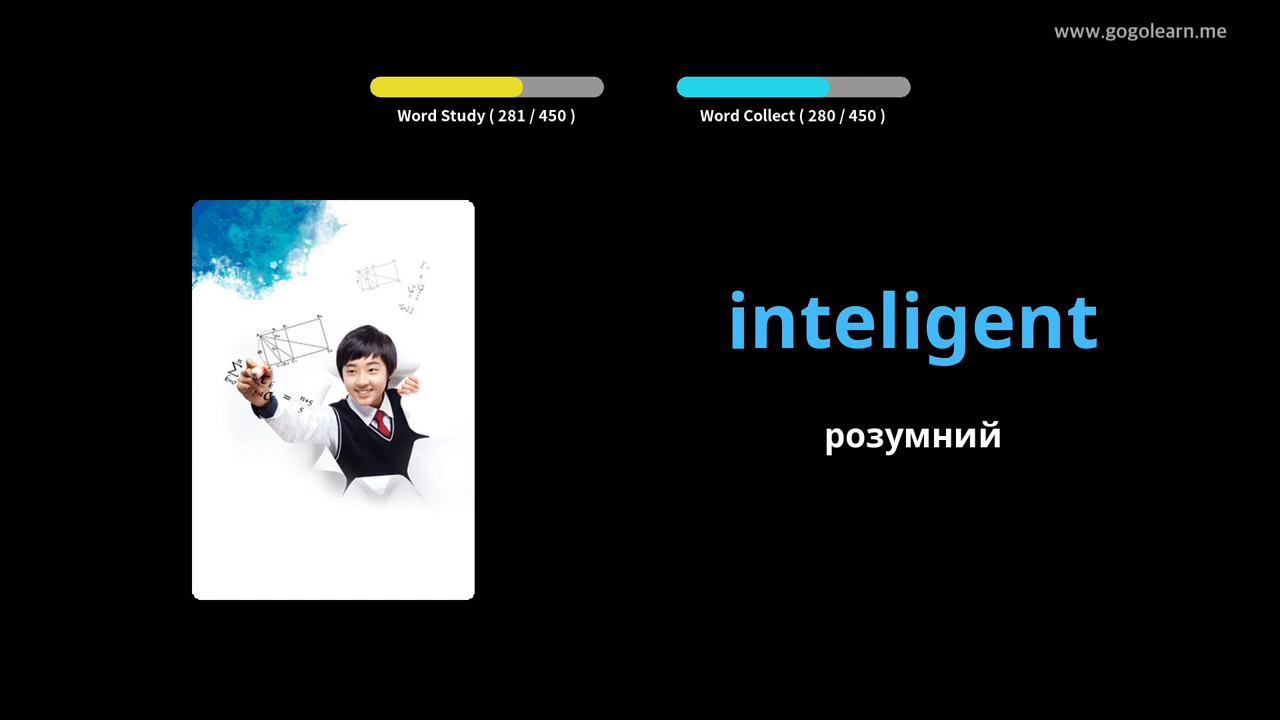 www.gogolearn.me
Word Study ( 281 / 450 )
Word Collect ( 280 / 450 )
inteligent
розумний